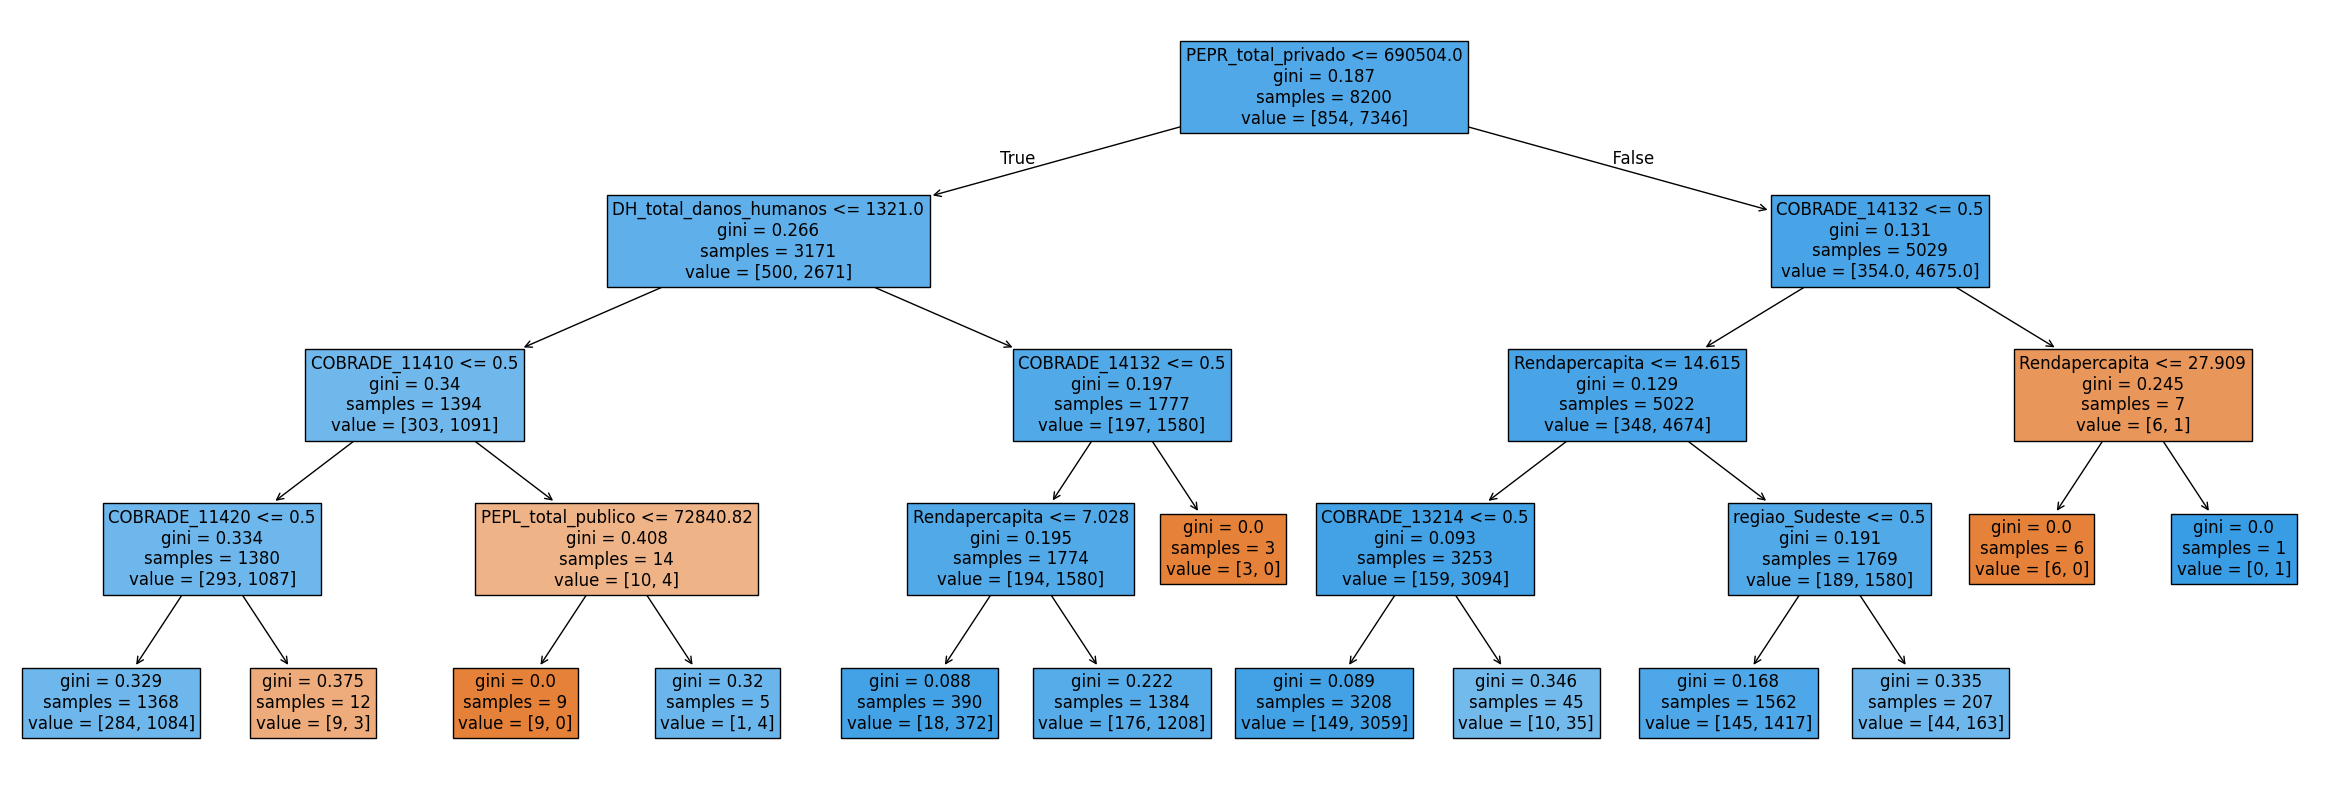 PEPR_total_privado <= 690504.0
gini = 0.187
samples = 8200
value = [854, 7346]
True
False
DH_total_danos_humanos <= 1321.0
gini = 0.266
samples = 3171
value = [500, 2671]
COBRADE_14132 <= 0.5
gini = 0.131
samples = 5029
value = [354.0, 4675.0]
COBRADE_11410 <= 0.5
gini = 0.34
samples = 1394
value = [303, 1091]
COBRADE_14132 <= 0.5
gini = 0.197
samples = 1777
value = [197, 1580]
Rendapercapita <= 14.615
gini = 0.129
samples = 5022
value = [348, 4674]
Rendapercapita <= 27.909
gini = 0.245
samples = 7
value = [6, 1]
COBRADE_11420 <= 0.5
gini = 0.334
samples = 1380
value = [293, 1087]
PEPL_total_publico <= 72840.82
gini = 0.408
samples = 14
value = [10, 4]
Rendapercapita <= 7.028
gini = 0.195
samples = 1774
value = [194, 1580]
gini = 0.0
samples = 3
value = [3, 0]
COBRADE_13214 <= 0.5
gini = 0.093
samples = 3253
value = [159, 3094]
regiao_Sudeste <= 0.5
gini = 0.191
samples = 1769
value = [189, 1580]
gini = 0.0
samples = 6
value = [6, 0]
gini = 0.0
samples = 1
value = [0, 1]
gini = 0.329
samples = 1368
value = [284, 1084]
gini = 0.375
samples = 12
value = [9, 3]
gini = 0.0
samples = 9
value = [9, 0]
gini = 0.32
samples = 5
value = [1, 4]
gini = 0.088
samples = 390
value = [18, 372]
gini = 0.222
samples = 1384
value = [176, 1208]
gini = 0.089
samples = 3208
value = [149, 3059]
gini = 0.346
samples = 45
value = [10, 35]
gini = 0.168
samples = 1562
value = [145, 1417]
gini = 0.335
samples = 207
value = [44, 163]